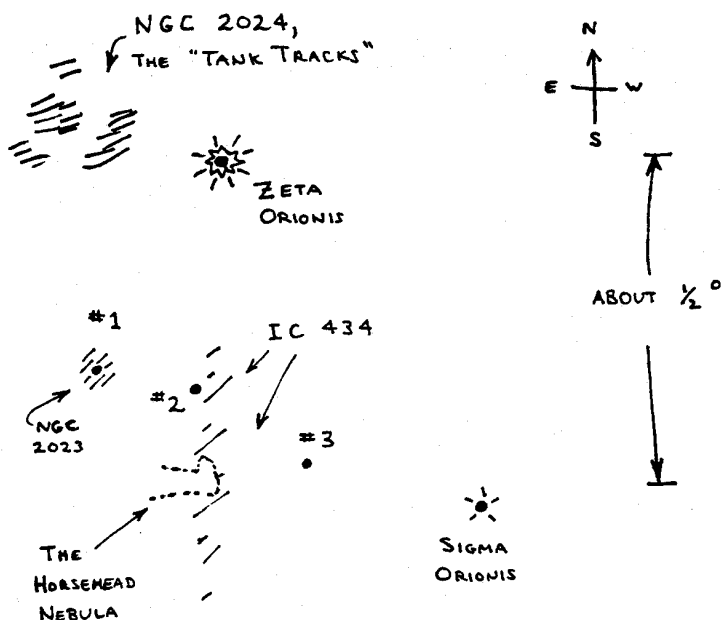 NGC 2024,
THE "TANK TRACKS"
N
E W
S
ZETA
ORIONIS
ABOUT ½°
#1
IC 434
#2
NGC
2023
#3
THE
HORSEHEAD
NEBULA
SIGMA
ORIONIS